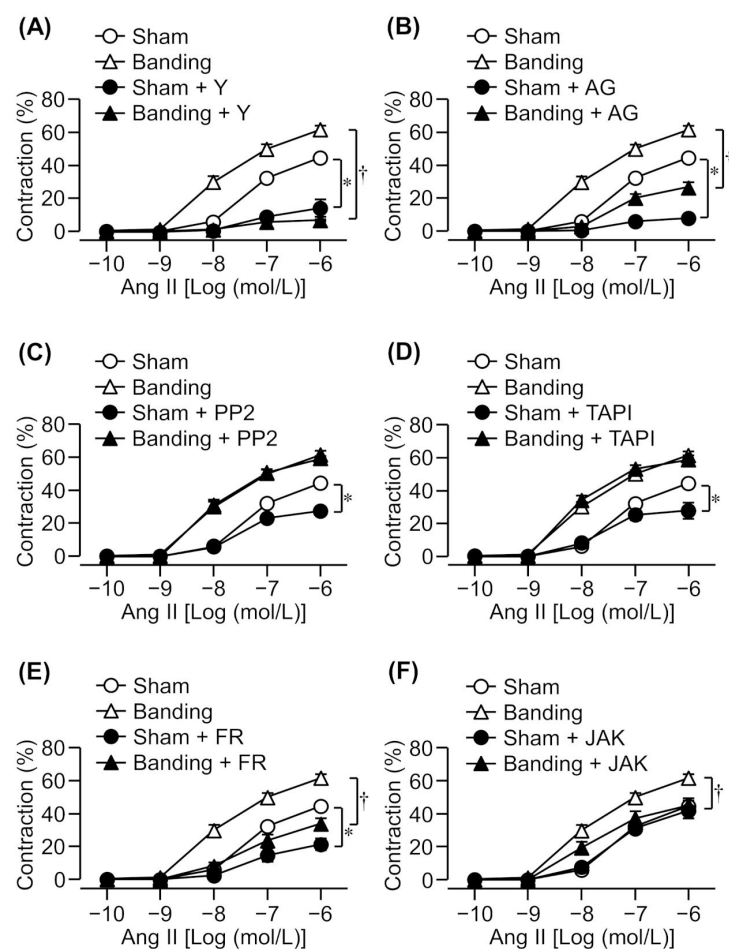 (A)
Sham
Banding
Sham + Y
Banding + Y
Contraction (%)
80
60
40
20
0
* †
−10 −9 −8 −7 −6
Ang II [Log (mol/L)]
(B)
Sham
Banding
Sham + AG
Banding + AG
Contraction (%)
80
60
40
20
0
* †
−10 −9 −8 −7 −6
Ang II [Log (mol/L)]
(C)
Sham
Banding
Sham + PP2
Banding + PP2
Contraction (%)
80
60
40
20
0
*
−10 −9 −8 −7 −6
Ang II [Log (mol/L)]
(D)
Sham
Banding
Sham + TAPI
Banding + TAPI
Contraction (%)
80
60
40
20
0
*
−10 −9 −8 −7 −6
Ang II [Log (mol/L)]
(E)
Sham
Banding
Sham + FR
Banding + FR
Contraction (%)
80
60
40
20
0
†
*
−10 −9 −8 −7 −6
Ang II [Log (mol/L)]
(F)
Sham
Banding
Sham + JAK
Banding + JAK
Contraction (%)
80
60
40
20
0
†
−10 −9 −8 −7 −6
Ang II [Log (mol/L)]